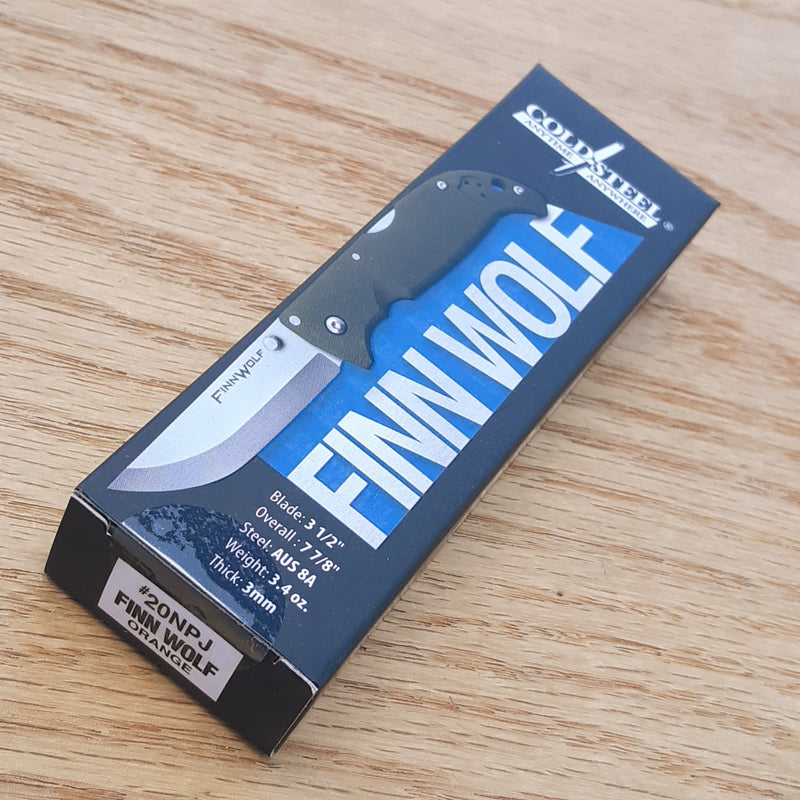 COLD STEEL ®
ANYTIME ANYWHERE
FINN WOLF
FINNWOLF
Blade: 3 1/2"
Overall : 7 7/8"
Steel: AUS 8A
Weight: 3.4 oz.
Thick: 3mm
#20NPJ
FINN WOLF
ORANGE